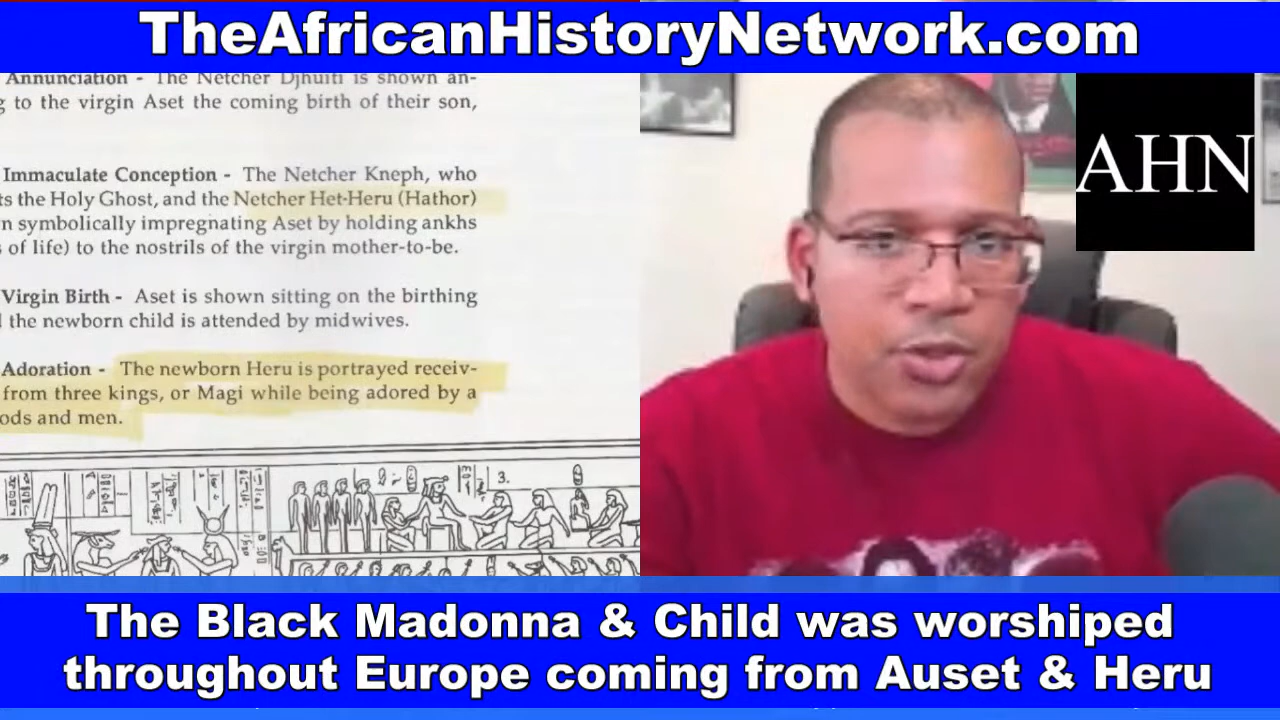 TheAfricanHistoryNetwork.com
Annunciation - The Netcher Djhuiti is shown an-
g to the virgin Aset the coming birth of their son,
Immaculate Conception - The Netcher Kneph, who
ts the Holy Ghost, and the Netcher Het-Heru (Hathor)
n symbolically impregnating Aset by holding ankhs
s of life) to the nostrils of the virgin mother-to-be.
Virgin Birth - Aset is shown sitting on the birthing
d the newborn child is attended by midwives.
Adoration - The newborn Heru is portrayed receiv-
from three kings, or Magi while being adored by a
ods and men.
3.
AHN
The Black Madonna & Child was worshiped
throughout Europe coming from Auset & Heru